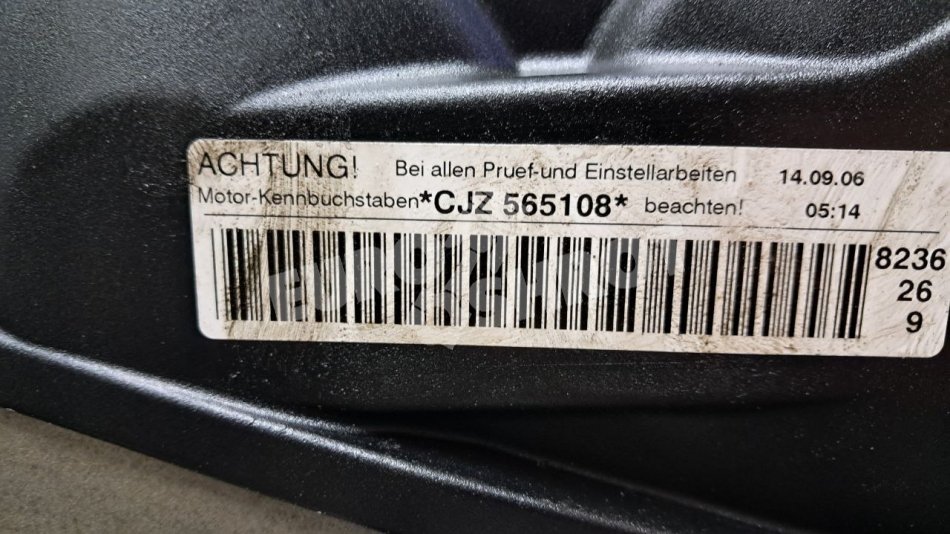 ACHTUNG! Bei allen Pruef-und Einstellarbeiten 14.09.06
Motor-Kennbuchstaben*CJZ 565108* beachten! 05:14
8236
26
9